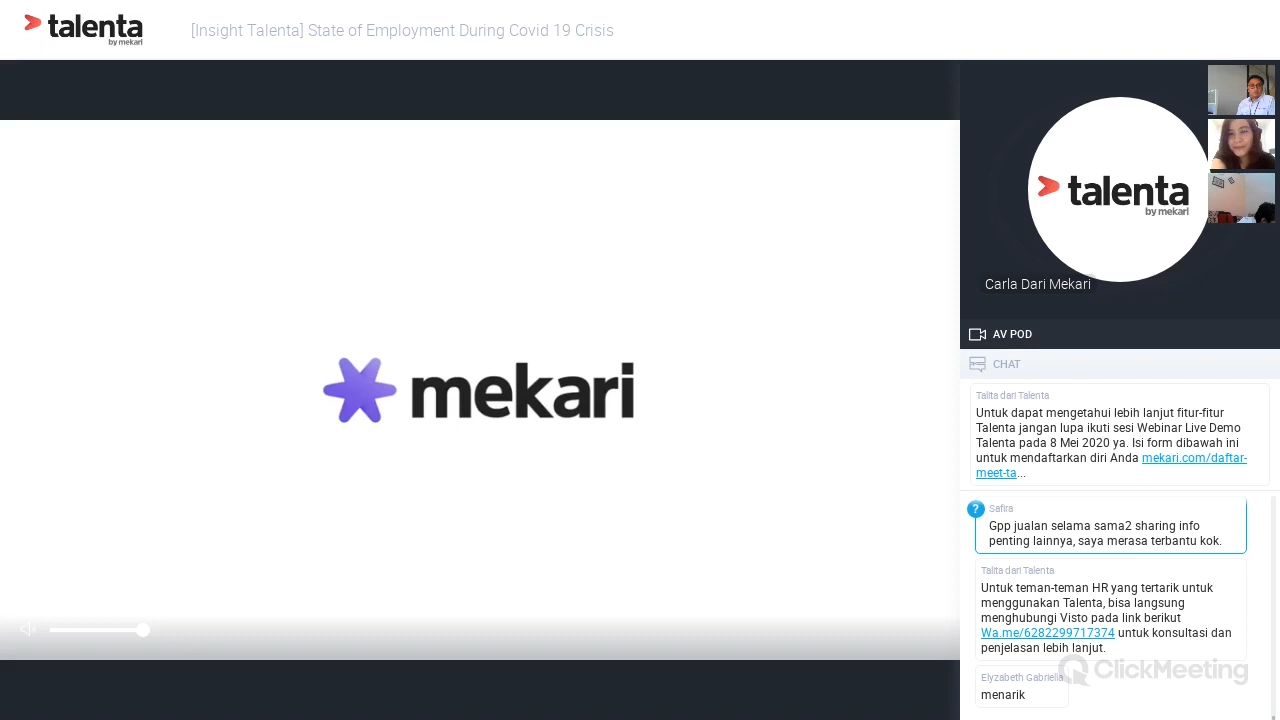 talenta
by mekari
[Insight Talenta] State of Employment During Covid 19 Crisis
mekari
talenta
by mekari
Carla Dari Mekari
AV POD
CHAT
Talita dari Talenta
Untuk dapat mengetahui lebih lanjut fitur-fitur
Talenta jangan lupa ikuti sesi Webinar Live Demo
Talenta pada 8 Mei 2020 ya. Isi form dibawah ini
untuk mendaftarkan diri Anda mekari.com/daftar-
meet-ta...
?
Safira
Gpp jualan selama sama2 sharing info
penting lainnya, saya merasa terbantu kok.
Talita dari Talenta
Untuk teman-teman HR yang tertarik untuk
menggunakan Talenta, bisa langsung
menghubungi Visto pada link berikut
Wa.me/6282299717374 untuk konsultasi dan
penjelasan lebih lanjut.
ClickMeeting
Elyzabeth Gabriella
menarik